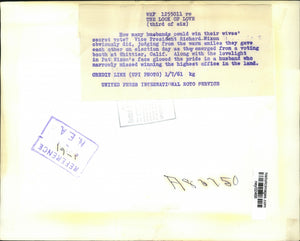 WXP 1255011 ro
THE LOOK OF LOVE
(third of six)
How many husbands could win their wives'
secret vote? Vice President Richard Nixon
obviously did, judging from the warm smiles they gave
each other on election day as they emerged from a voting
booth at Whittier, Calif. Along with the lovelight
in Pat Nixon's face glowed the pride in a husband who
narrowly missed winning the highest office in the land.
CREDIT LINE (UPI PHOTO) 1/7/61 kg
UNITED PRESS INTERNATIONAL ROTO SERVICE
N.E.A.
REFERENCE